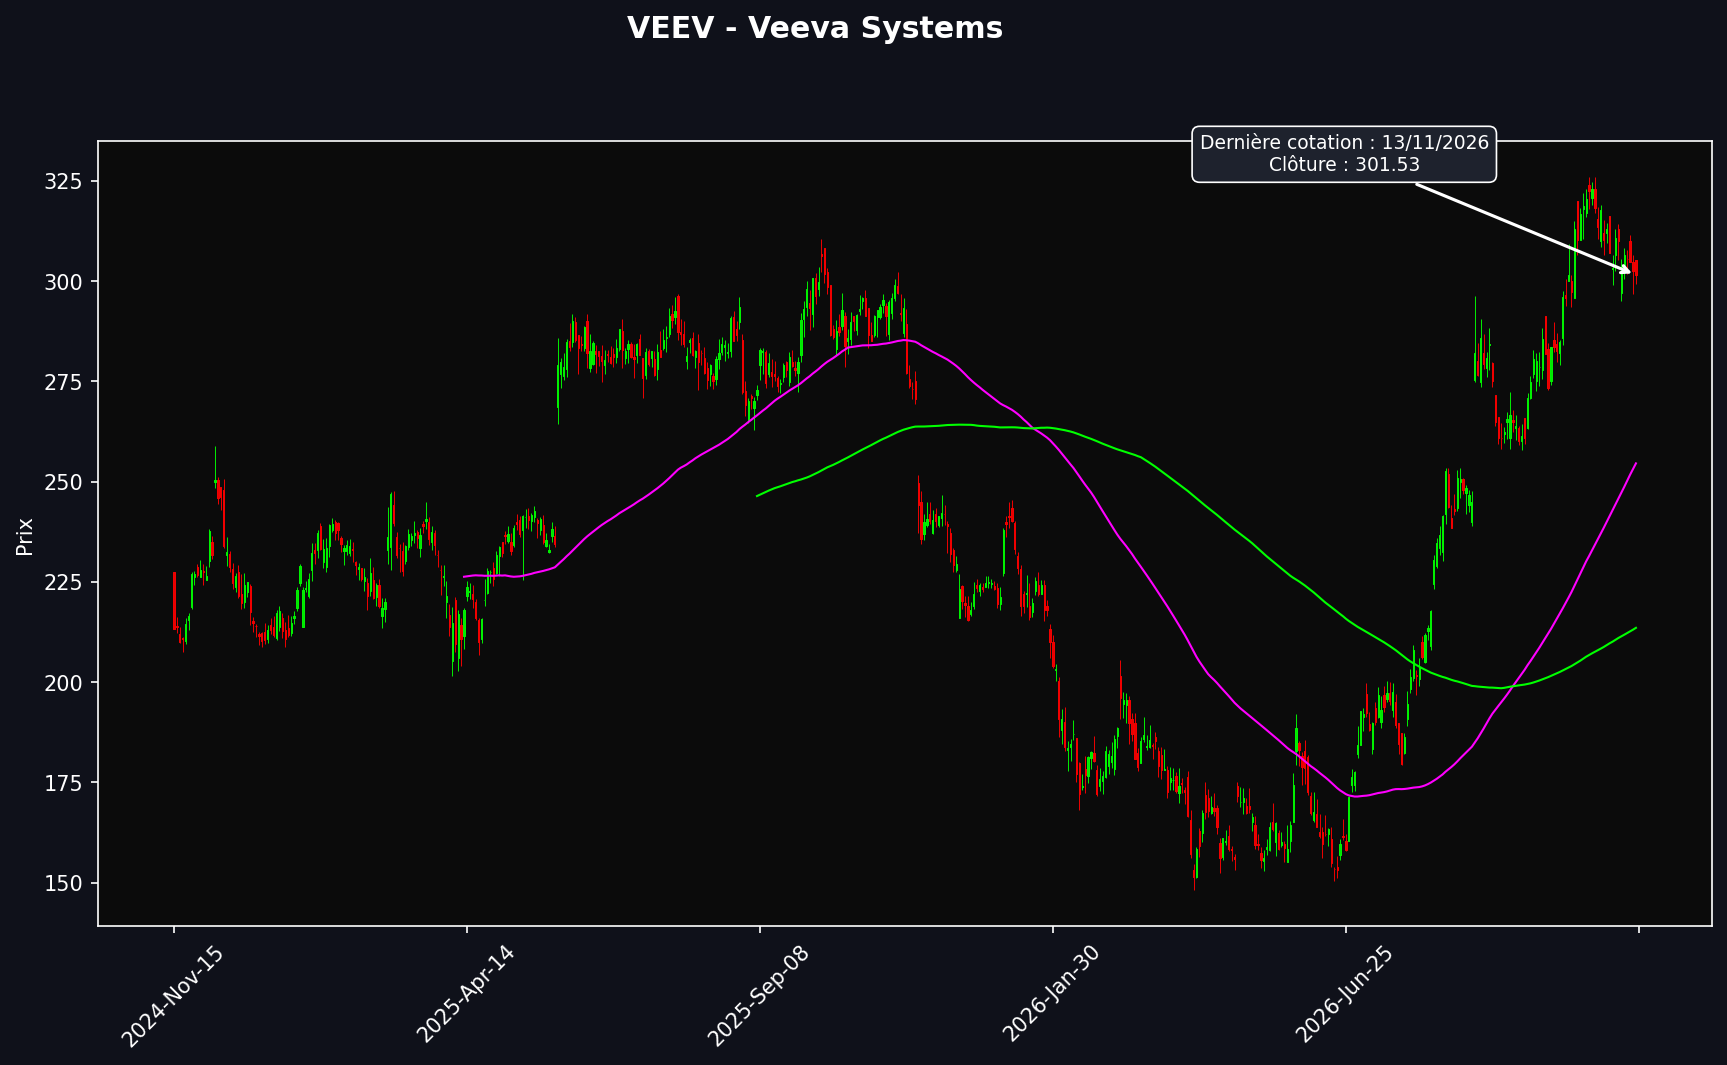 VEEV - Veeva Systems
Dernière cotation : 13/11/2026
Clôture : 301.53
325
300
275
250
225
200
175
150
Prix
2024-Nov-15
2025-Apr-14
2025-Sep-08
2026-Jan-30
2026-Jun-25